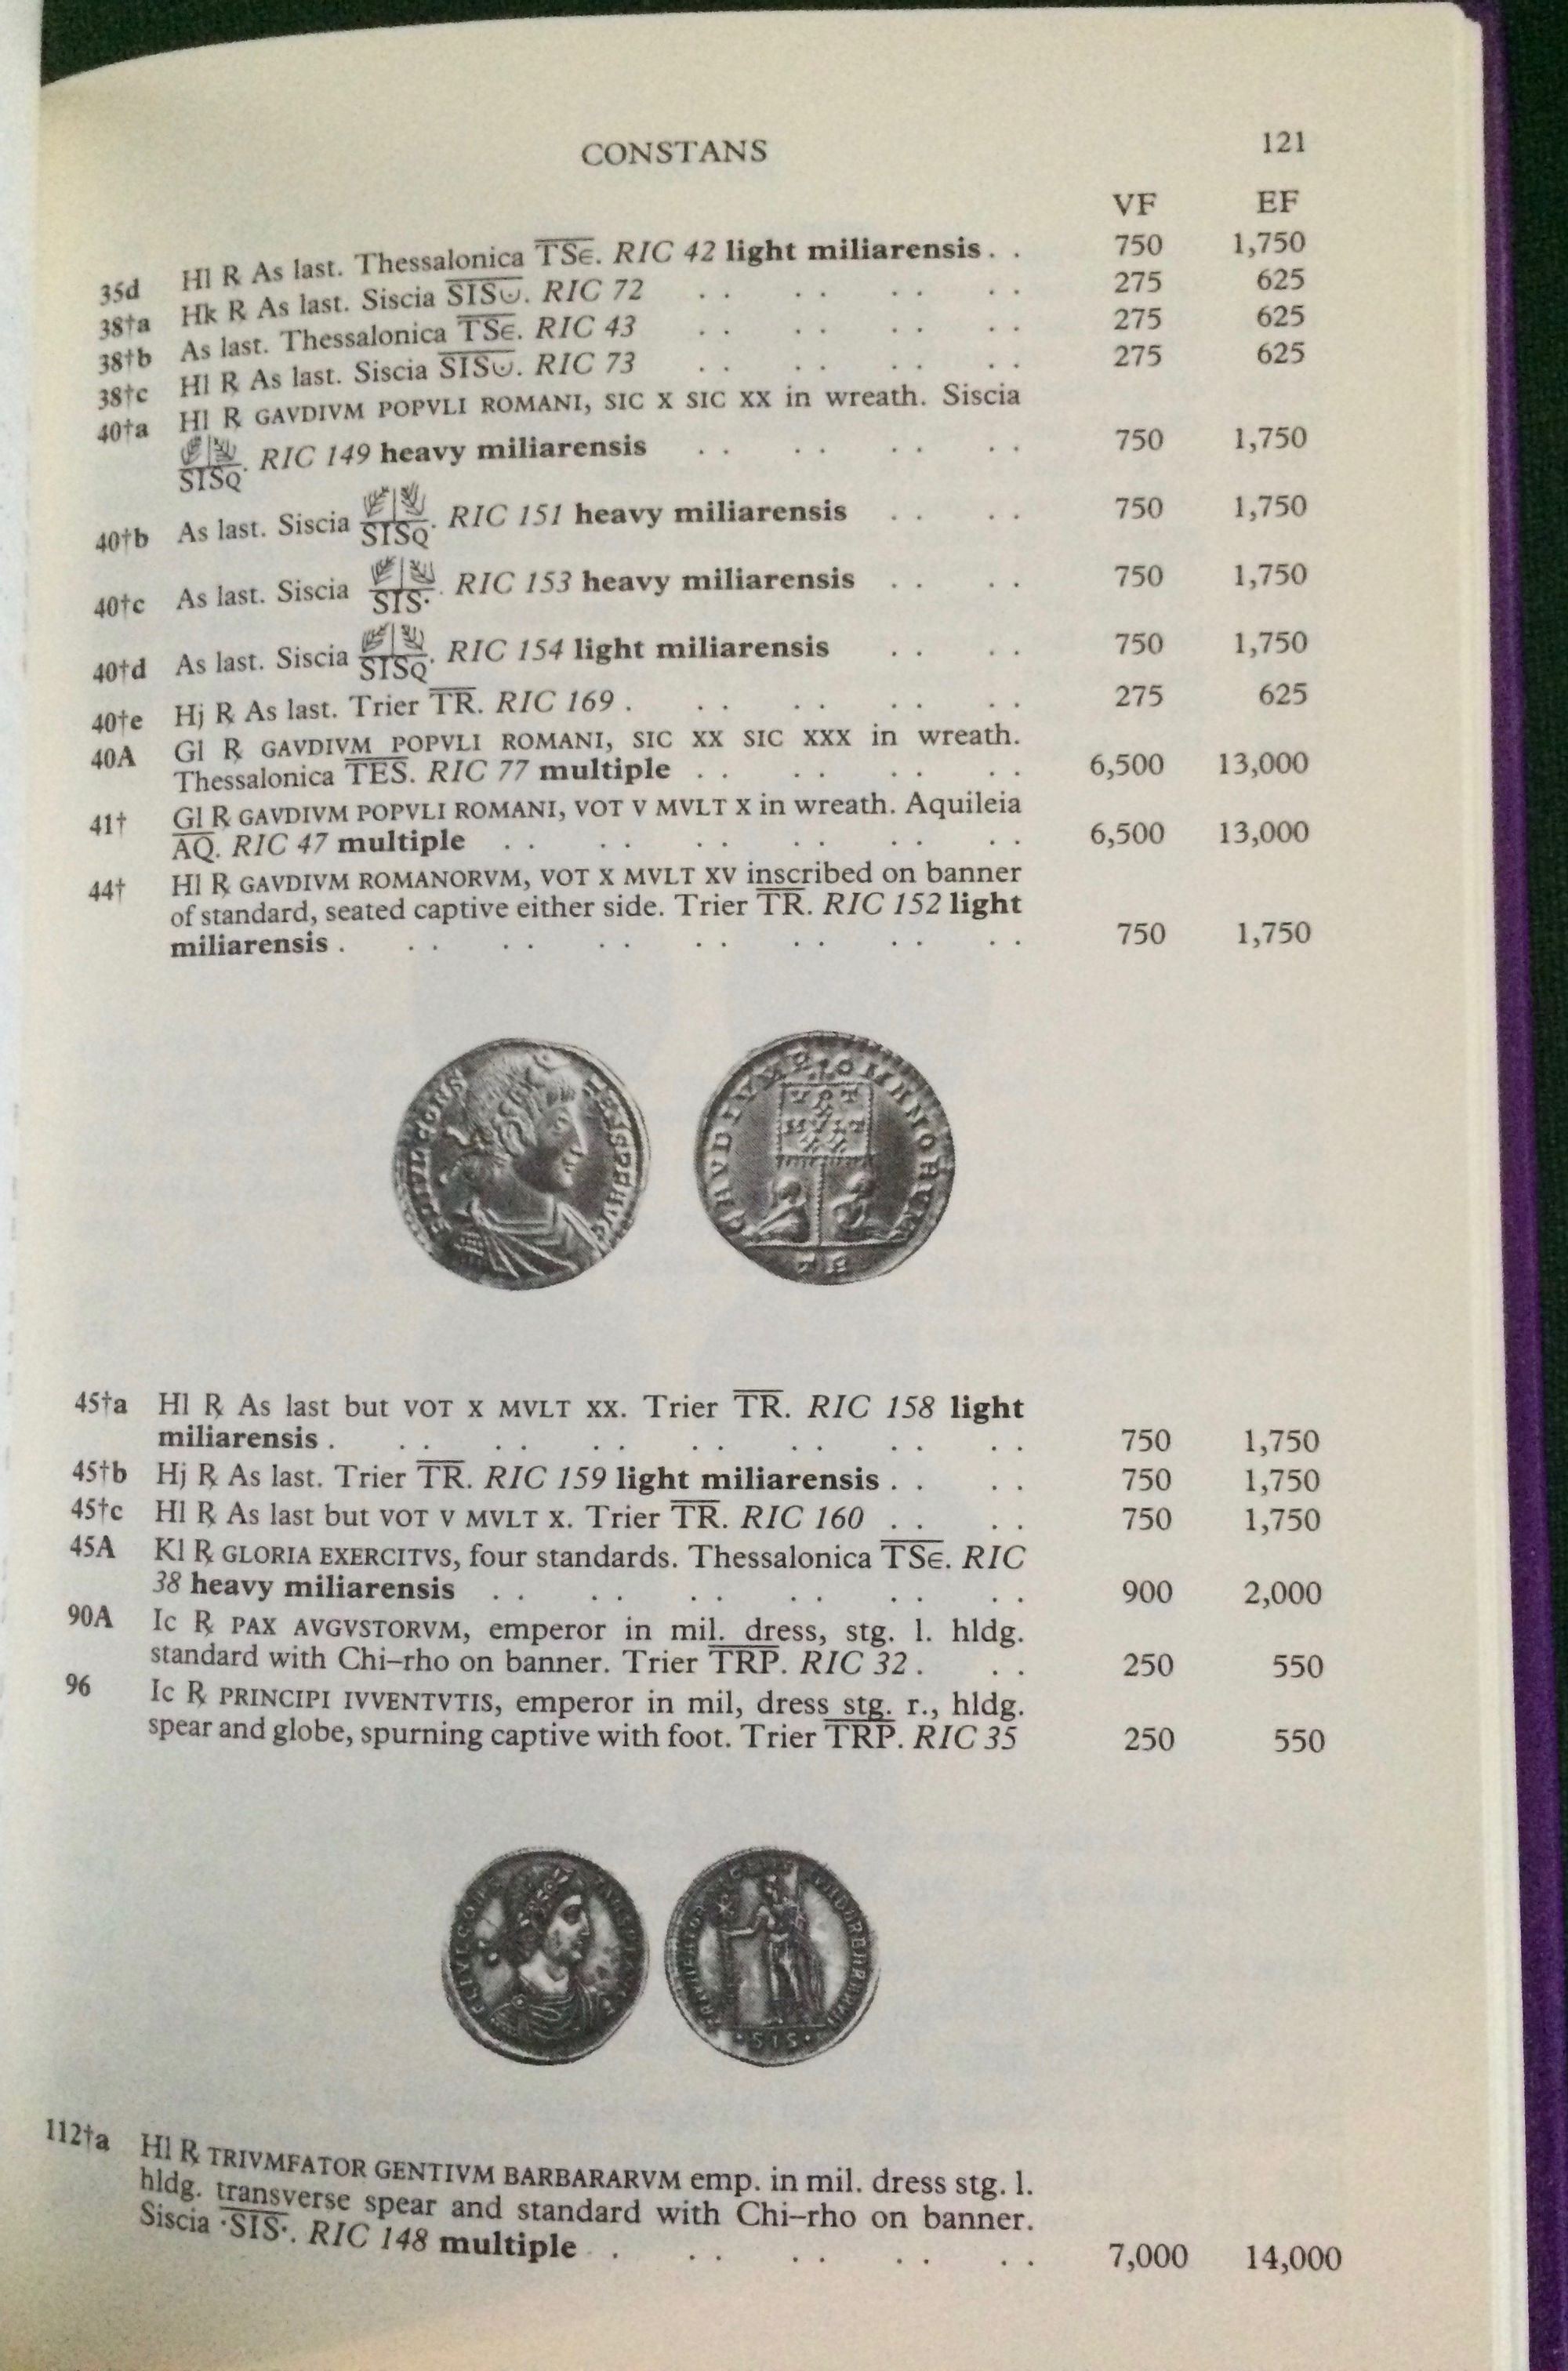 CONSTANS 121
VF EF
35d Hl ℞ As last. Thessalonica TSЄ. RIC 42 light miliarensis . . 750 1,750
38†a Hk ℞ As last. Siscia SIS◡. RIC 72 . . . . . . . . 275 625
38†b As last. Thessalonica TSЄ. RIC 43 . . . . . . . . 275 625
38†c Hl ℞ As last. Siscia SIS◡. RIC 73 . . . . . . . . 275 625
40†a Hl ℞ GAVDIVM POPVLI ROMANI, SIC X SIC XX in wreath. Siscia
SISQ. RIC 149 heavy miliarensis . . . . . . . . 750 1,750
40†b As last. Siscia SISQ. RIC 151 heavy miliarensis . . . . 750 1,750
40†c As last. Siscia SIS·. RIC 153 heavy miliarensis . . . . 750 1,750
40†d As last. Siscia SISQ. RIC 154 light miliarensis . . . . 750 1,750
40†e Hj ℞ As last. Trier TR. RIC 169 . . . . . . . . . 275 625
40A Gl ℞ GAVDIVM POPVLI ROMANI, SIC XX SIC XXX in wreath.
Thessalonica TES. RIC 77 multiple . . . . . . . . 6,500 13,000
41† Gl ℞ GAVDIVM POPVLI ROMANI, VOT V MVLT X in wreath. Aquileia
AQ. RIC 47 multiple . . . . . . . . . . . . 6,500 13,000
44† Hl ℞ GAVDIVM ROMANORVM, VOT X MVLT XV inscribed on banner
of standard, seated captive either side. Trier TR. RIC 152 light
miliarensis . . . . . . . . . . . . . . . 750 1,750
VOT
MVLT
XX
TR
45†a Hl ℞ As last but VOT X MVLT XX. Trier TR. RIC 158 light
miliarensis . . . . . . . . . . . . . . . 750 1,750
45†b Hj ℞ As last. Trier TR. RIC 159 light miliarensis . . . . 750 1,750
45†c Hl ℞ As last but VOT V MVLT X. Trier TR. RIC 160 . . . . 750 1,750
45A Kl ℞ GLORIA EXERCITVS, four standards. Thessalonica TSЄ. RIC
38 heavy miliarensis . . . . . . . . . . . . 900 2,000
90A Ic ℞ PAX AVGVSTORVM, emperor in mil. dress, stg. l. hldg.
standard with Chi–rho on banner. Trier TRP. RIC 32 . . . 250 550
96 Ic ℞ PRINCIPI IVVENTVTIS, emperor in mil, dress stg. r., hldg.
spear and globe, spurning captive with foot. Trier TRP. RIC 35 250 550
·SIS·
112†a Hl ℞ TRIVMFATOR GENTIVM BARBARARVM emp. in mil. dress stg. l.
hldg. transverse spear and standard with Chi–rho on banner.
Siscia ·SIS·. RIC 148 multiple . . . . . . . . . 7,000 14,000